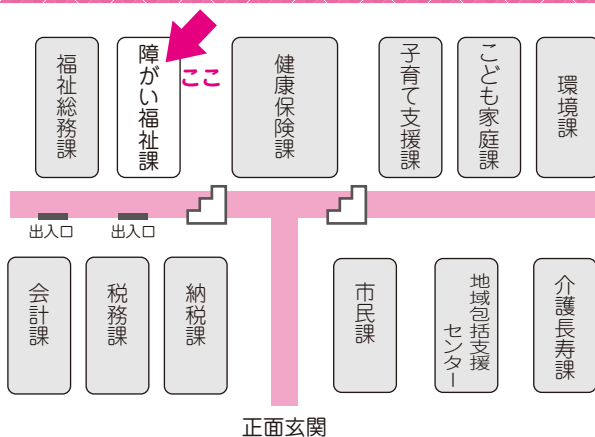 福祉総務課
障がい福祉課
ここ
健康保険課
子育て支援課
こども家庭課
環境課
出入口
出入口
会計課
税務課
納税課
市民課
地域包括支援
センター
介護長寿課
正面玄関